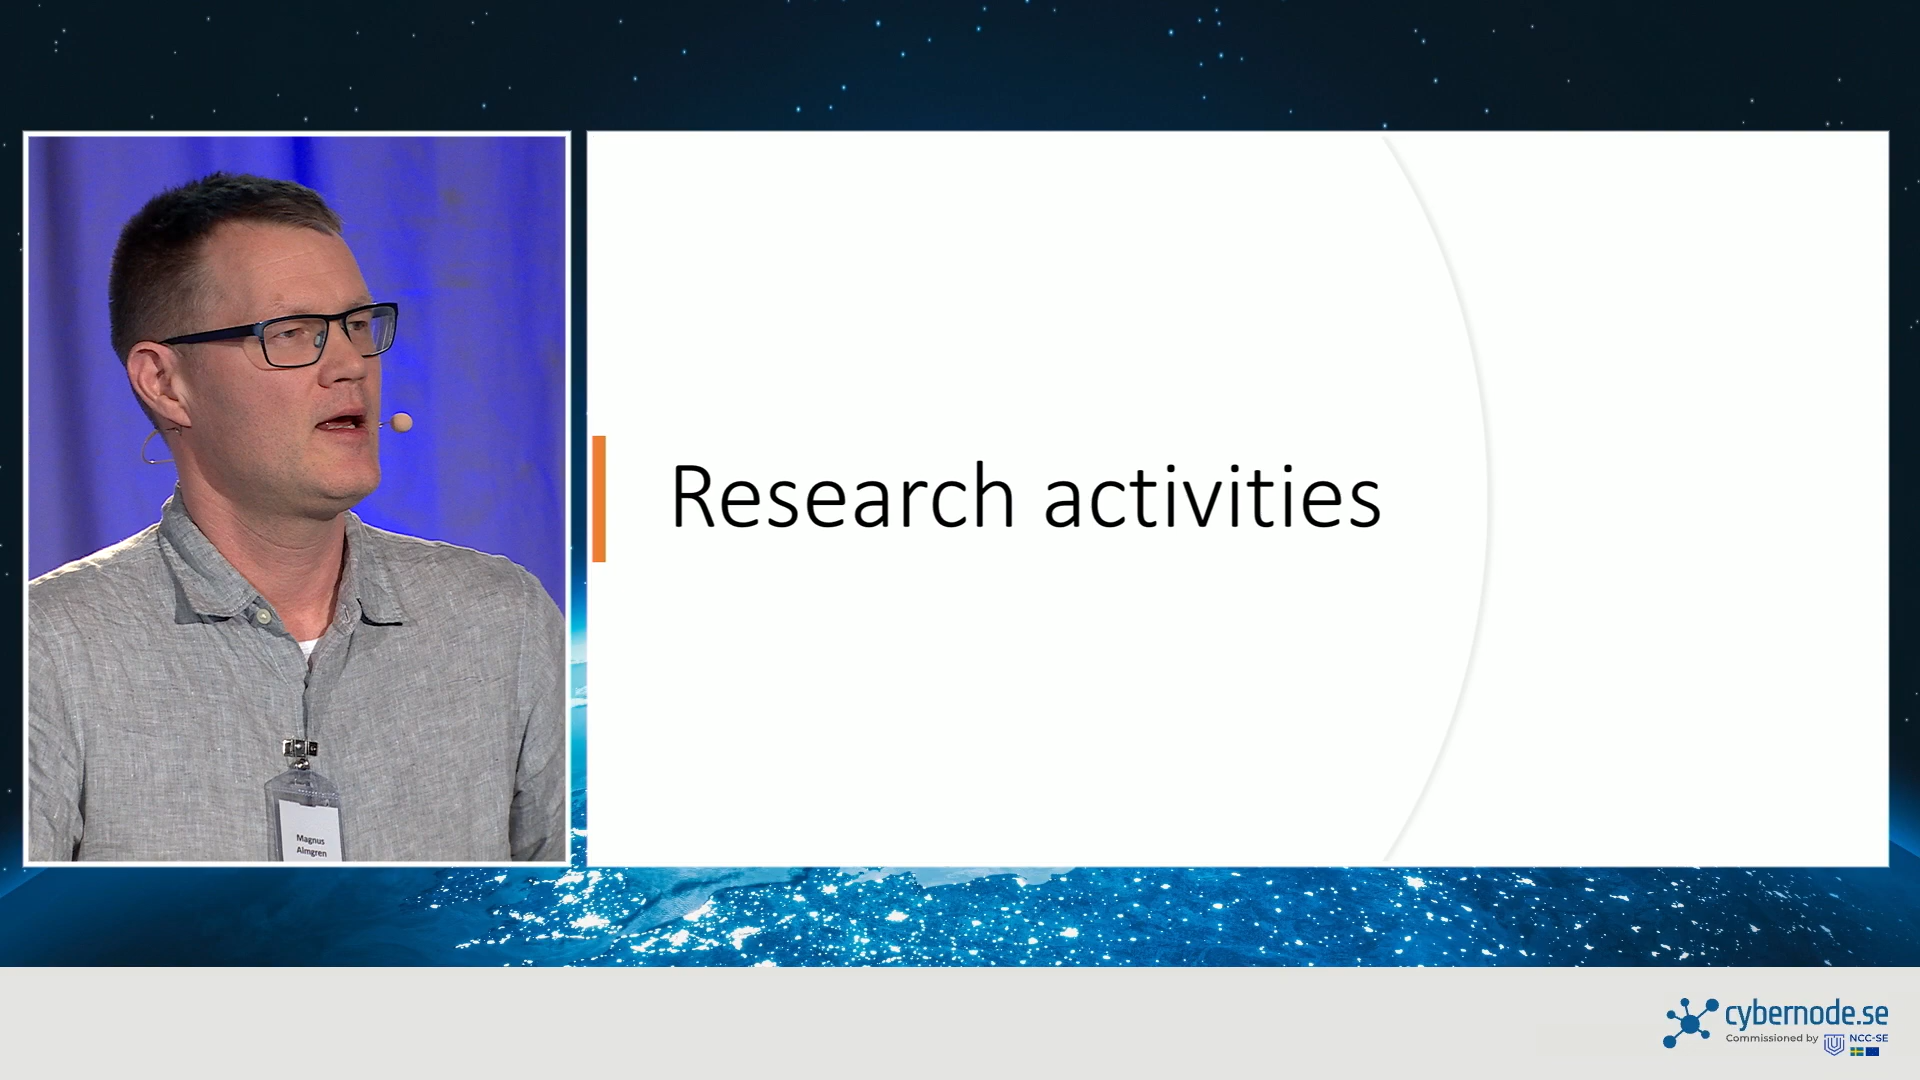 Research activities
Magnus
Almgren
cybernode.se
Commissioned by NCC-SE